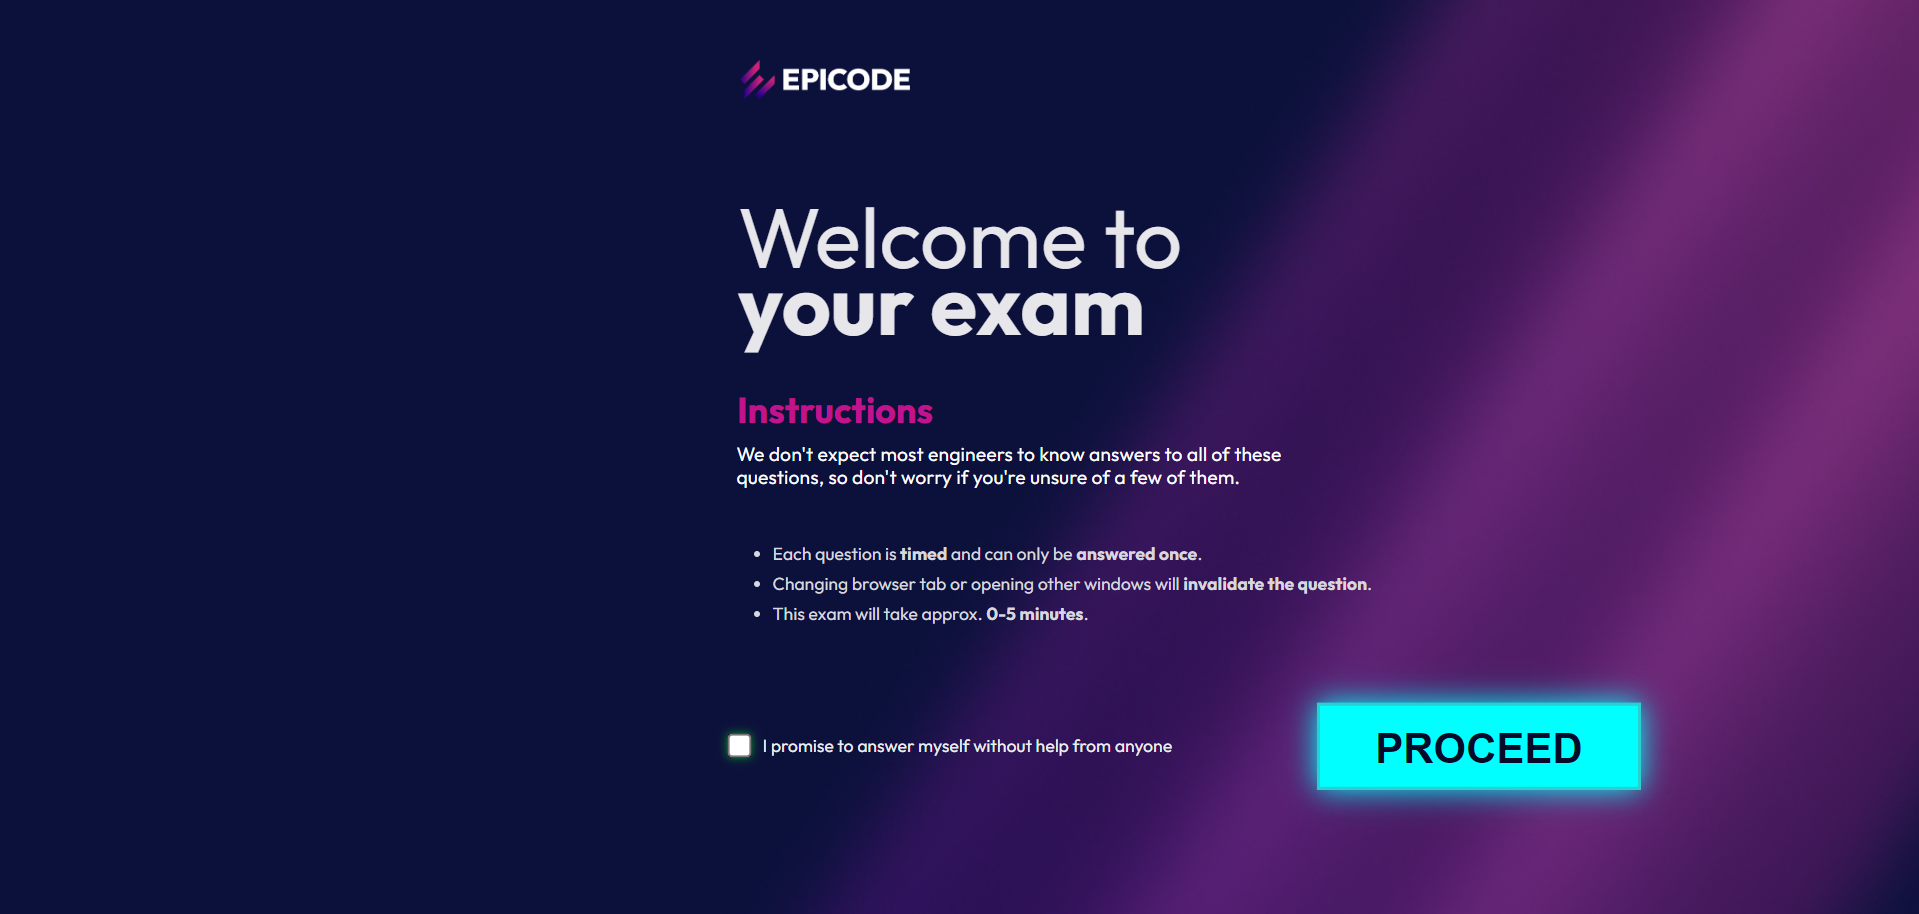 EPICODE
Welcome to
your exam
Instructions
We don't expect most engineers to know answers to all of these
questions, so don't worry if you're unsure of a few of them.
Each question is timed and can only be answered once.
Changing browser tab or opening other windows will invalidate the question.
This exam will take approx. 0-5 minutes.
I promise to answer myself without help from anyone
PROCEED